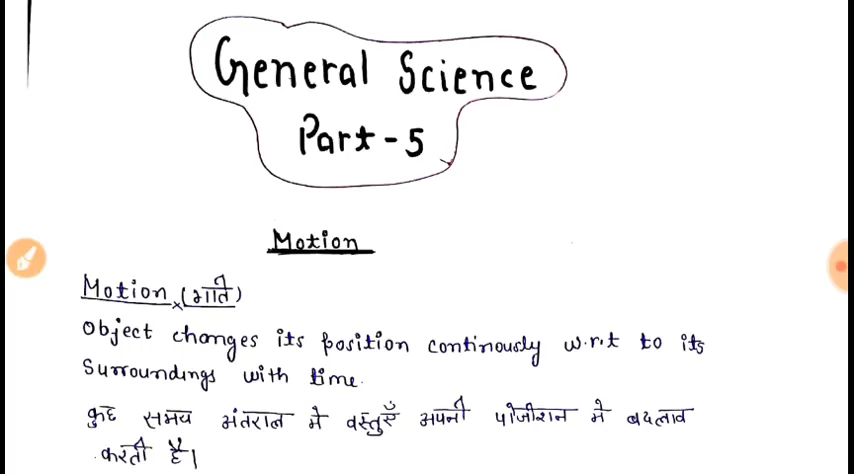 General Science
Part-5
Motion
Motion (गति)
Object changes its position continously w.r.t to its
surroundings with time.
कुछ समय अंतराल मे वस्तुएँ अपनी पोजीशन मे बदलाव
करती है।